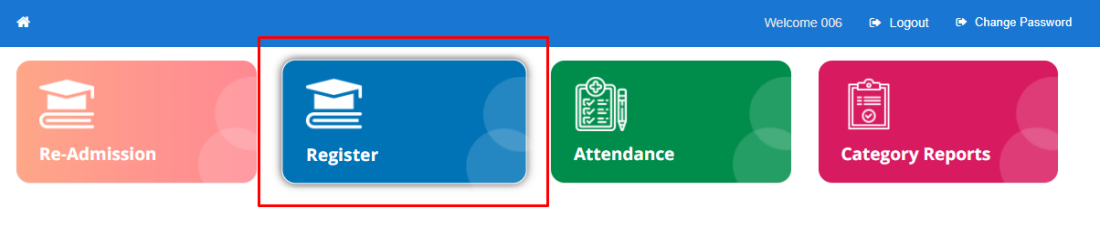 Welcome 006 Logout Change Password
Re-Admission Register Attendance Category Reports